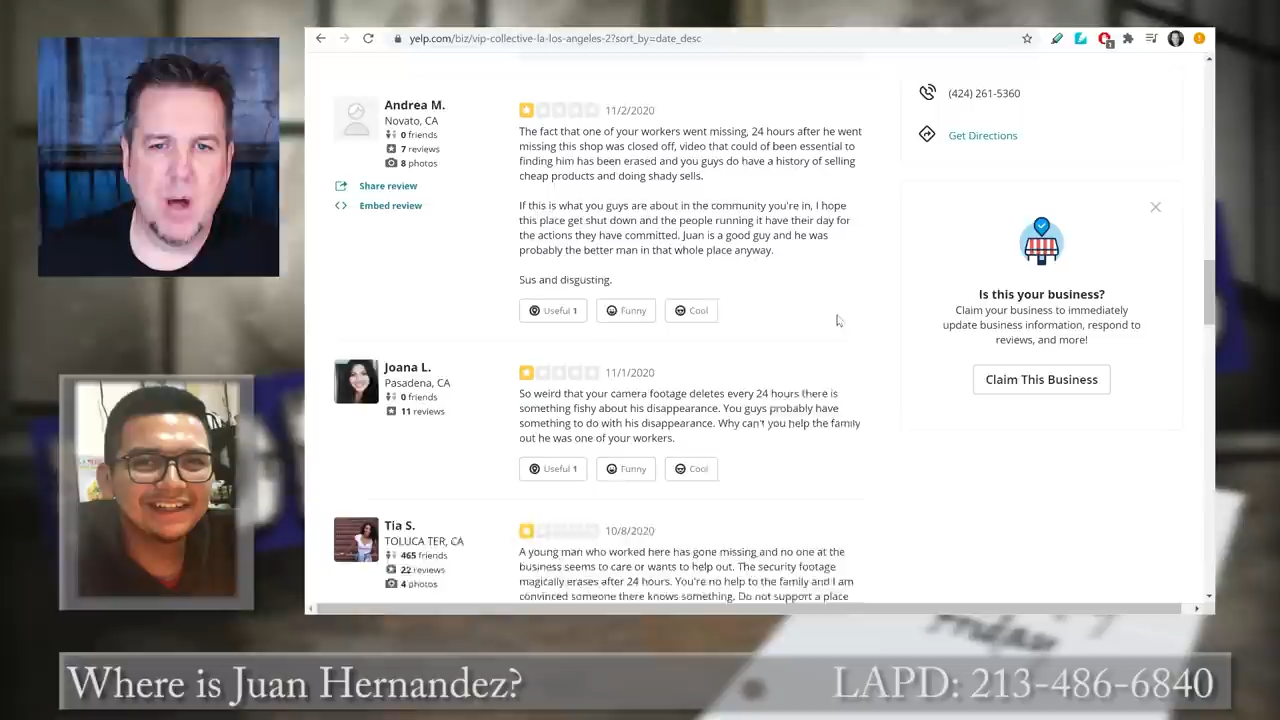 yelp.com/biz/vip-collective-la-los-angeles-2?sort_by=date_desc
1
Andrea M.
Novato, CA
0 friends
7 reviews
8 photos
Share review
Embed review
11/2/2020
The fact that one of your workers went missing, 24 hours after he went
missing this shop was closed off, video that could of been essential to
finding him has been erased and you guys do have a history of selling
cheap products and doing shady sells.
If this is what you guys are about in the community you're in, I hope
this place get shut down and the people running it have their day for
the actions they have committed. Juan is a good guy and he was
probably the better man in that whole place anyway.
Sus and disgusting.
Useful 1 Funny Cool
(424) 261-5360
Get Directions
Is this your business?
Claim your business to immediately
update business information, respond to
reviews, and more!
Claim This Business
Joana L.
Pasadena, CA
0 friends
11 reviews
11/1/2020
So weird that your camera footage deletes every 24 hours there is
something fishy about his disappearance. You guys probably have
something to do with his disappearance. Why can't you help the family
out he was one of your workers.
Useful 1 Funny Cool
Tia S.
TOLUCA TER, CA
465 friends
22 reviews
4 photos
10/8/2020
A young man who worked here has gone missing and no one at the
business seems to care or wants to help out. The security footage
magically erases after 24 hours. You're no help to the family and I am
convinced someone there knows something. Do not support a place
Friday
Where is Juan Hernandez?
LAPD: 213-486-6840